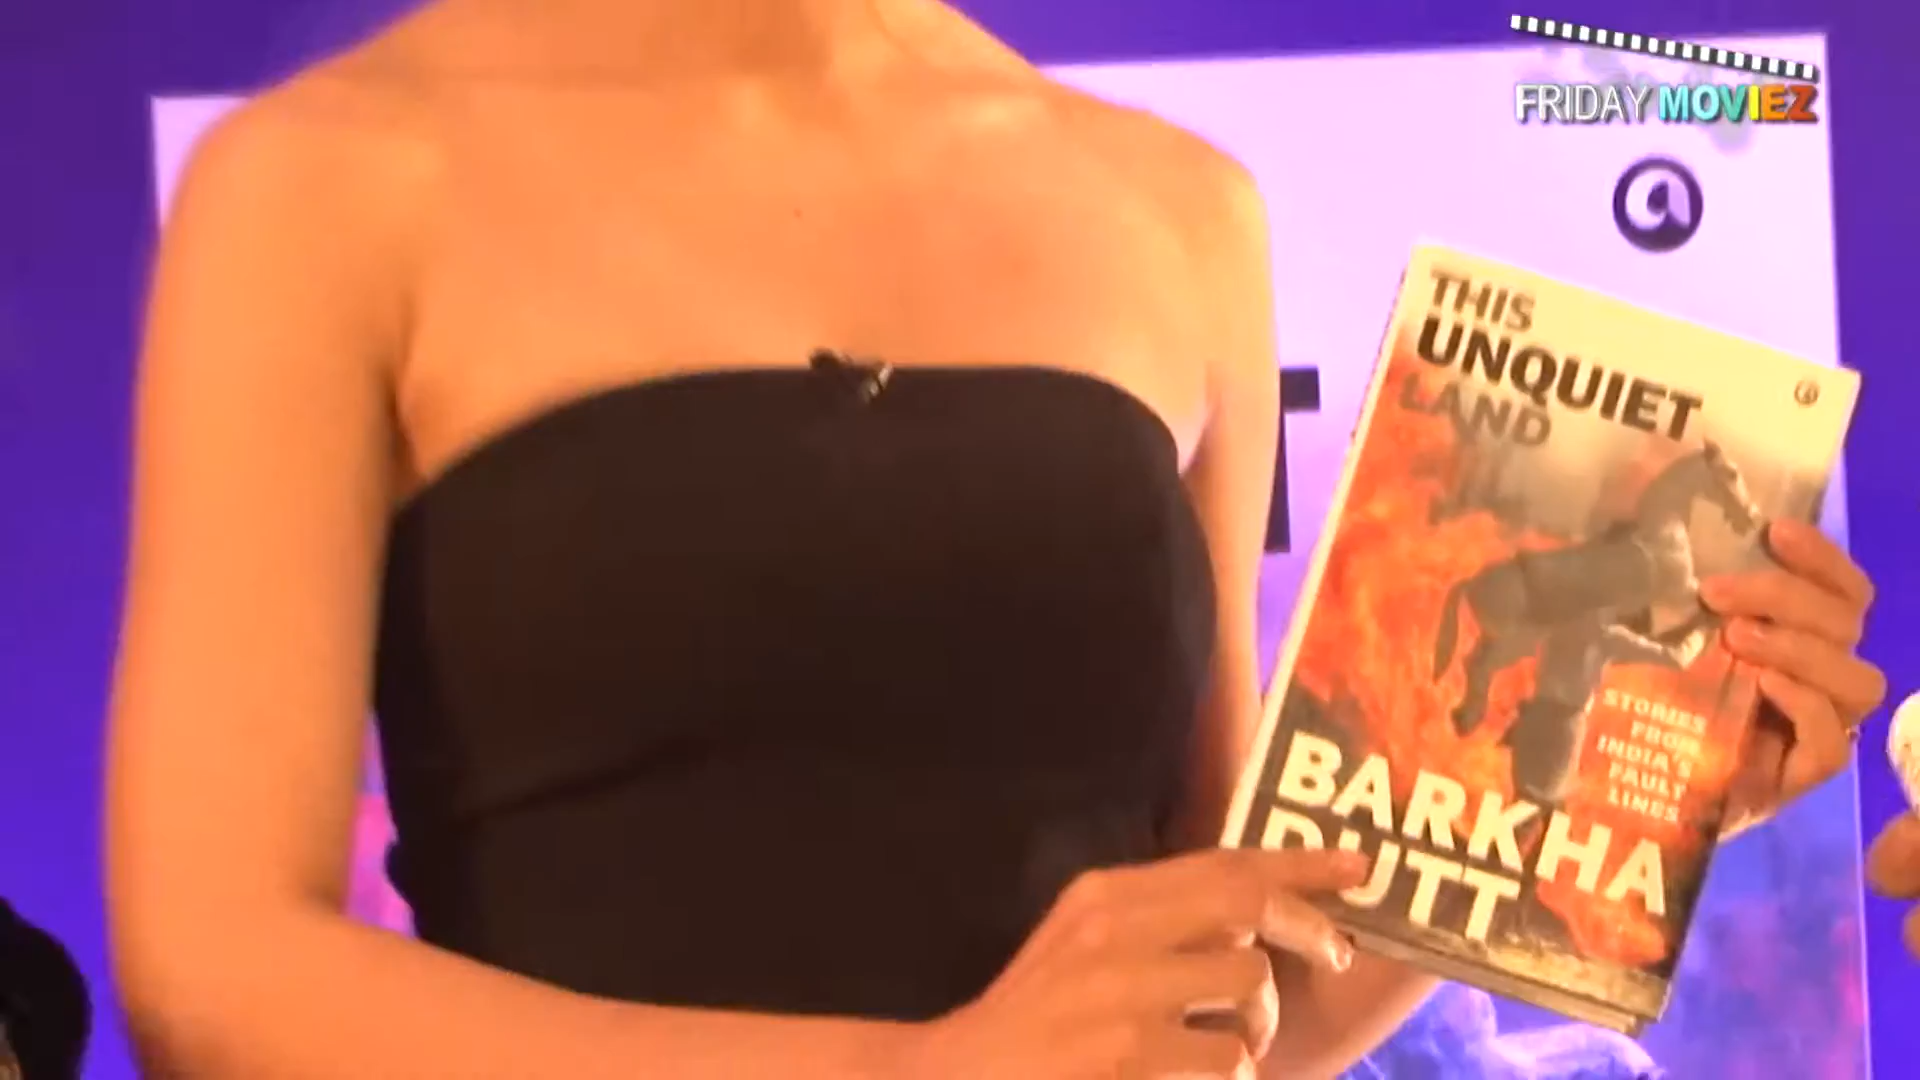 FRIDAY MOVIEZ
THIS
UNQUIET
LAND
STORIES
FROM
INDIA'S
FAULT
LINES
BARKHA
DUTT
T